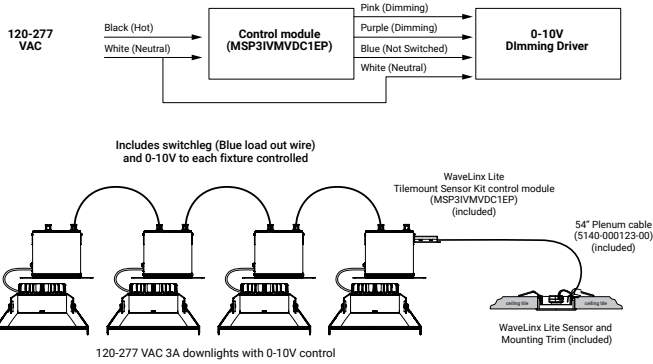 120-277
VAC
Black (Hot)
White (Neutral)
Control module
(MSP3IVMVDC1EP)
Pink (Dimming)
Purple (Dimming)
Blue (Not Switched)
White (Neutral)
0-10V
DImming Driver
Includes switchleg (Blue load out wire)
and 0-10V to each fixture controlled
WaveLinx Lite
Tilemount Sensor Kit control module
(MSP3IVMVDC1EP)
(included)
54” Plenum cable
(5140-000123-00)
(included)
ceiling tile
ceiling tile
WaveLinx Lite Sensor and
Mounting Trim (included)
120-277 VAC 3A downlights with 0-10V control